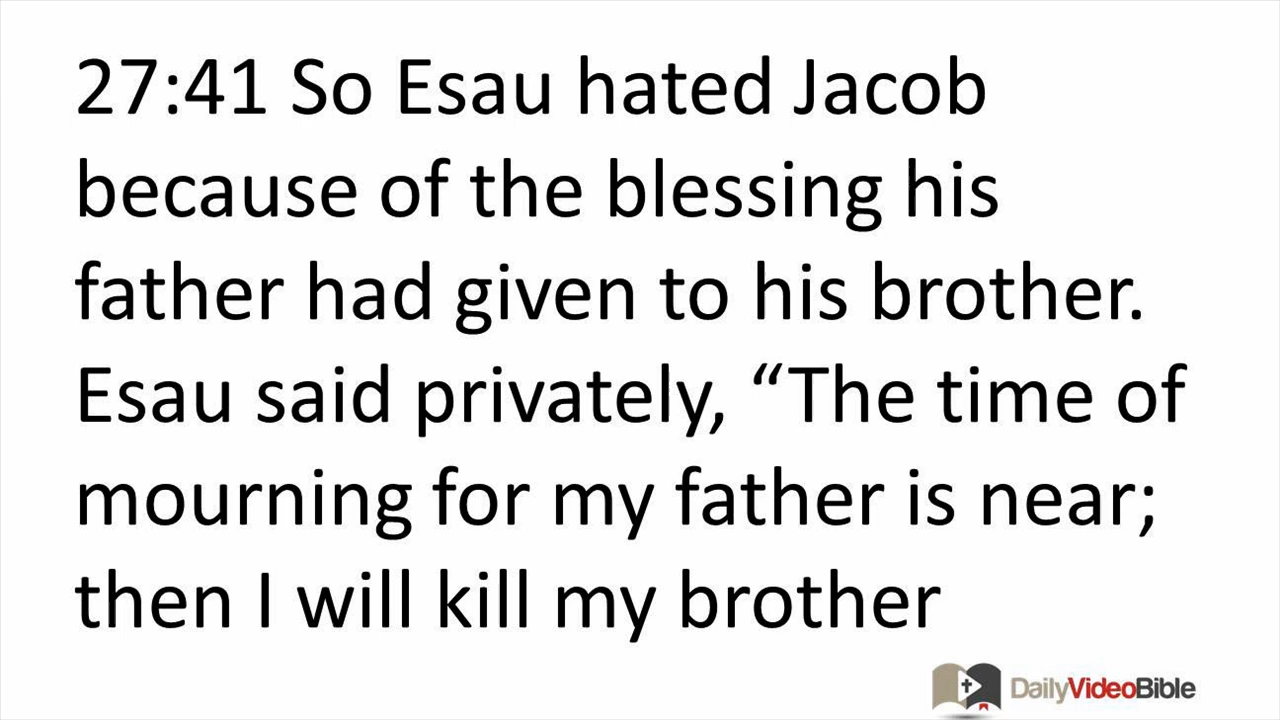 27:41 So Esau hated Jacob
because of the blessing his
father had given to his brother.
Esau said privately, “The time of
mourning for my father is near;
then I will kill my brother
DailyVideoBible